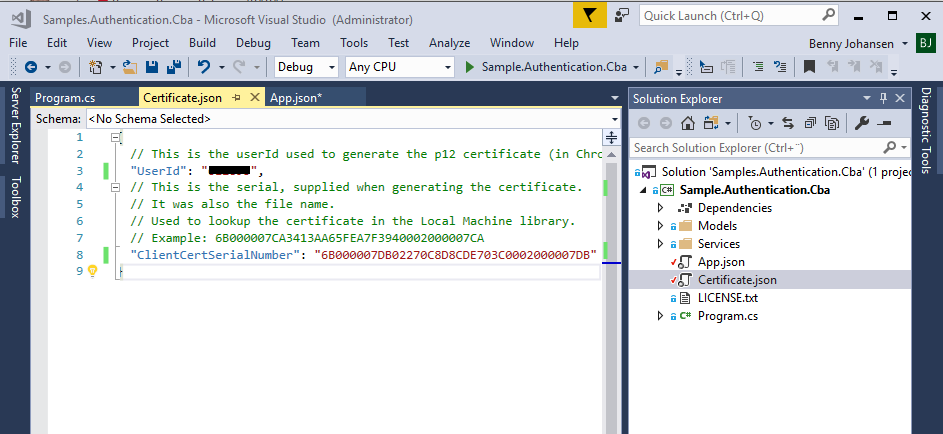 Samples.Authentication.Cba - Microsoft Visual Studio (Administrator)
Quick Launch (Ctrl+Q)
File Edit View Project Build Debug Team Tools Test Analyze Window Help
Benny Johansen BJ
Debug Any CPU Sample.Authentication.Cba
Server Explorer
Toolbox
Program.cs Certificate.json App.json*
Schema: <No Schema Selected>
1 {
2 // This is the userId used to generate the p12 certificate (in Chro
3 "UserId": " ",
4 // This is the serial, supplied when generating the certificate.
5 // It was also the file name.
6 // Used to lookup the certificate in the Local Machine library.
7 // Example: 6B000007CA3413AA65FEA7F3940002000007CA
8 "ClientCertSerialNumber": "6B000007DB02270C8D8CDE703C0002000007DB"
9 }
Solution Explorer
Search Solution Explorer (Ctrl+¨)
Solution 'Samples.Authentication.Cba' (1 projec
Sample.Authentication.Cba
Dependencies
Models
Services
App.json
Certificate.json
LICENSE.txt
C# Program.cs
Diagnostic Tools